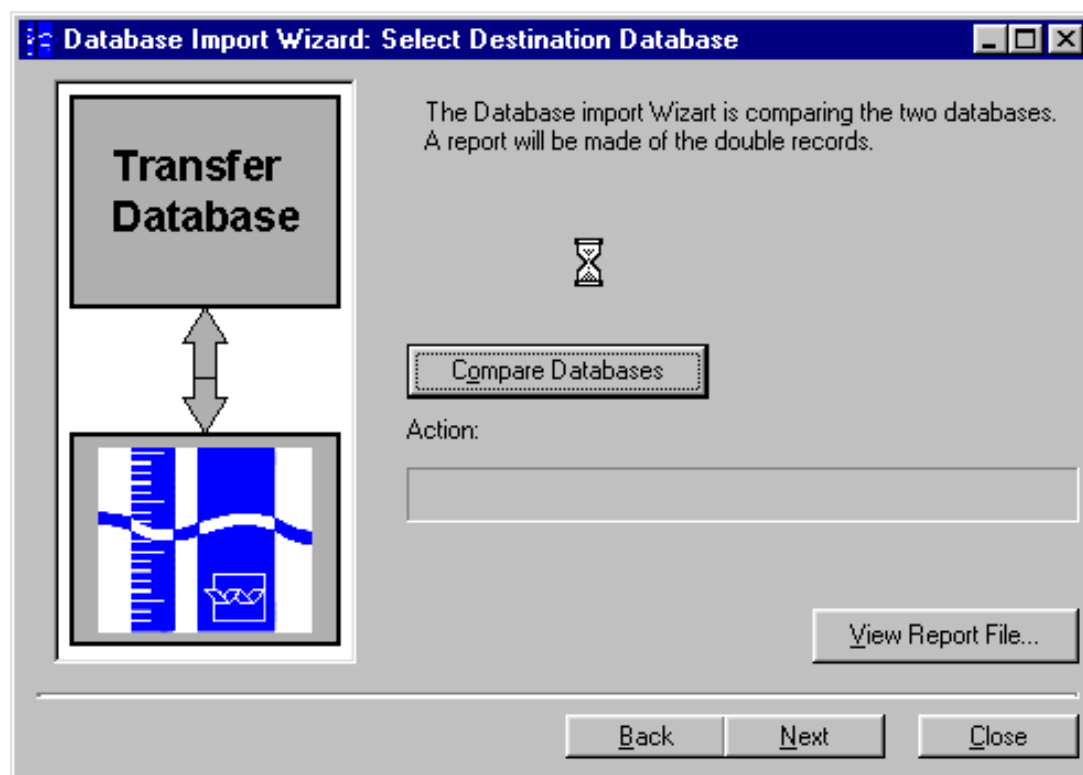 Database Import Wizard: Select Destination Database
Transfer
Database
The Database import Wizart is comparing the two databases.
A report will be made of the double records.
Compare Databases
Action:
View Report File...
Back
Next
Close